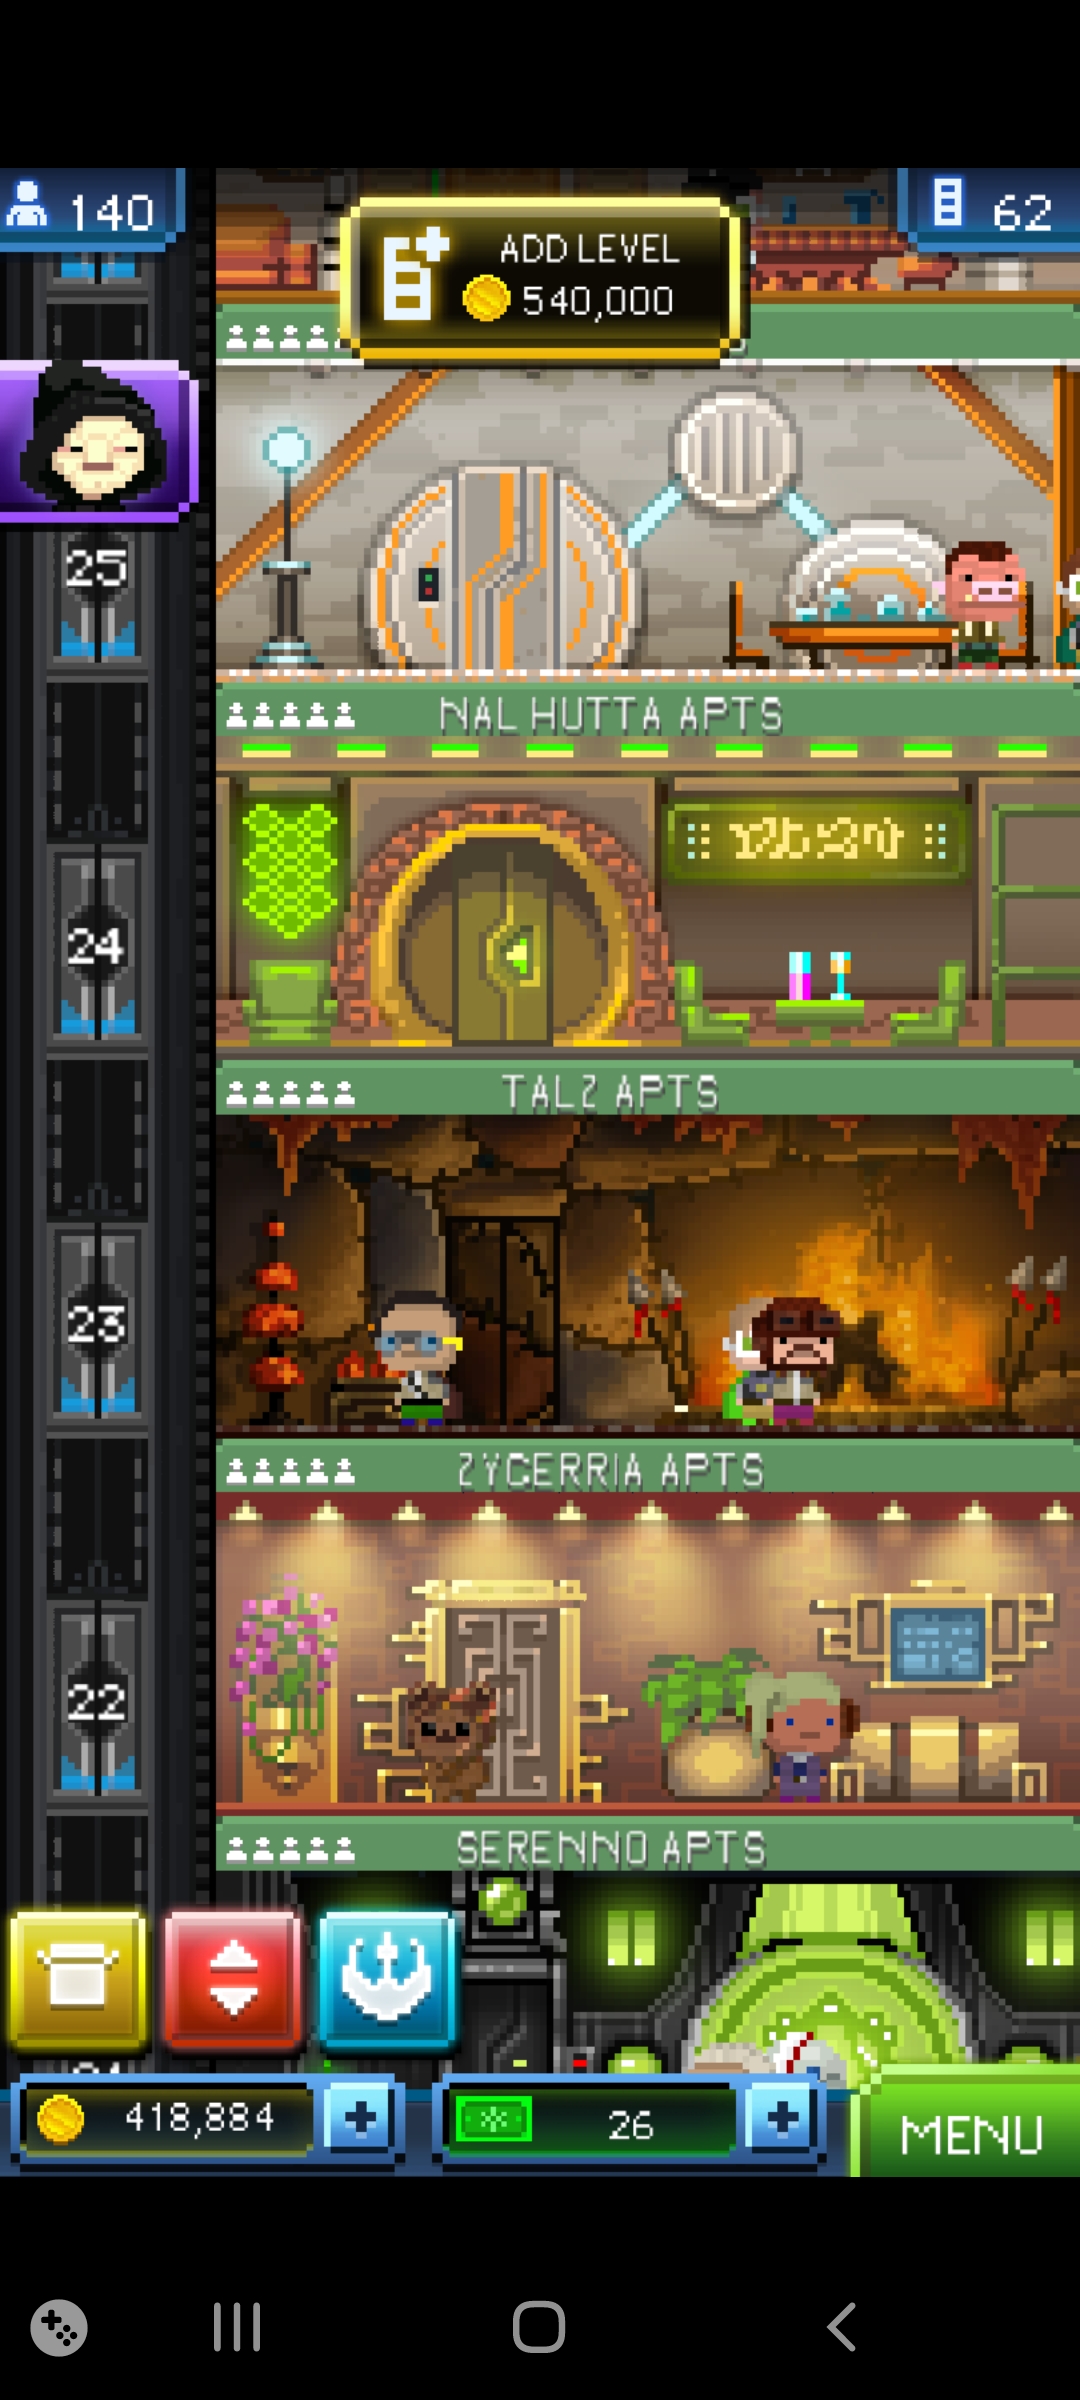 140
62
ADD LEVEL
540,000
25
NAL HUTTA APTS
24
TALZ APTS
23
ZYGERRIA APTS
22
SERENNO APTS
418,884
26
MENU